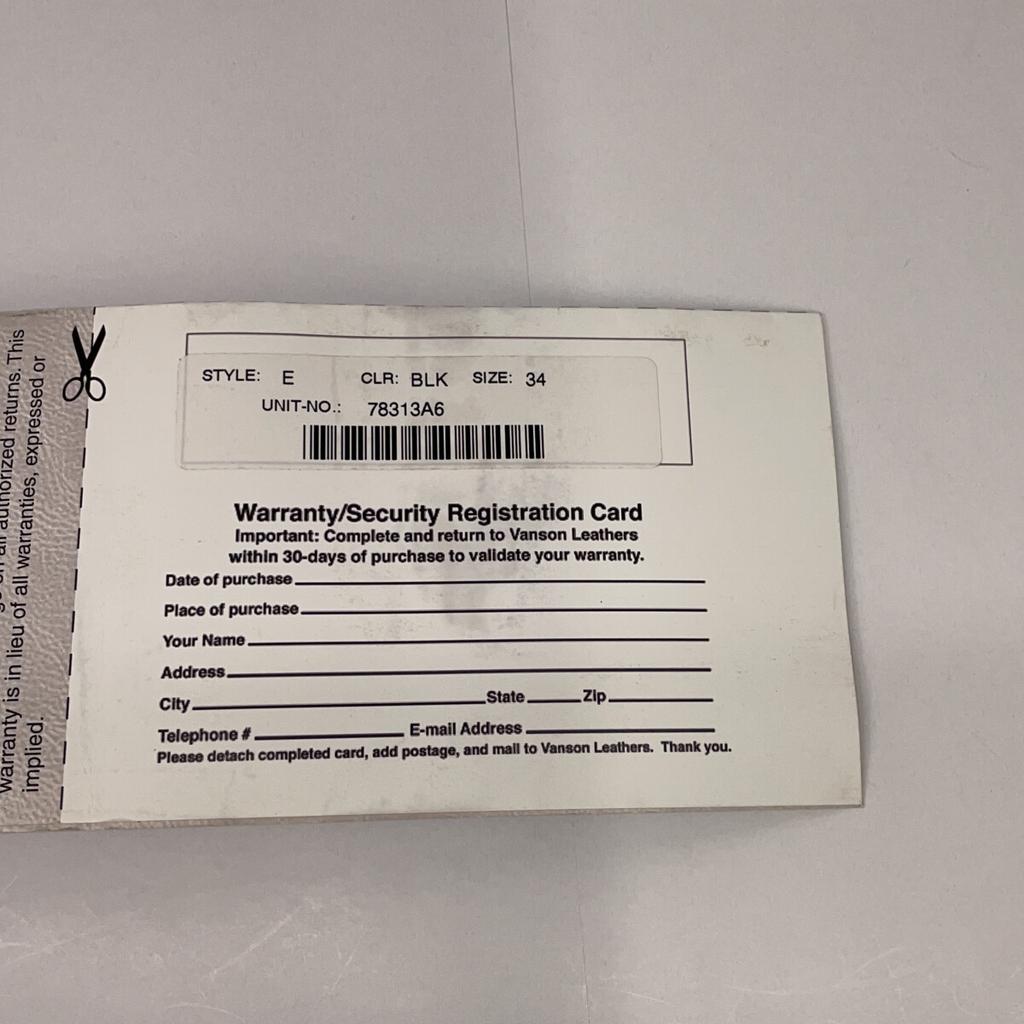 STYLE: E CLR: BLK SIZE: 34
UNIT-NO.: 78313A6
Warranty/Security Registration Card
Important: Complete and return to Vanson Leathers
within 30-days of purchase to validate your warranty.
Date of purchase
Place of purchase
Your Name
Address
City State Zip
Telephone # E-mail Address
Please detach completed card, add postage, and mail to Vanson Leathers. Thank you.
all authorized returns. This
warranty is in lieu of all warranties, expressed or
implied.